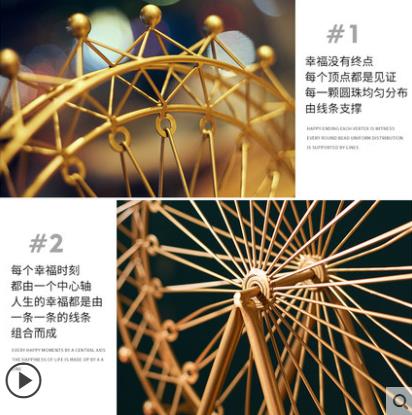 #1
幸福没有终点
每个顶点都是见证
每一颗圆珠均匀分布
由线条支撑
HAPPY ENDING EACH VERTEX IS WITNESS
EVERY ROUND BEAD UNIFORM DISTRIBUTION
IS SUPPORTED BY LINES
#2
每个幸福时刻
都由一个中心轴
人生的幸福都是由
一条一条的线条
组合而成
EVERY HAPPY MOMENTS BY A CENTRAL AXIS
THE HAPPINESS OF LIFE IS MADE UP BY A A